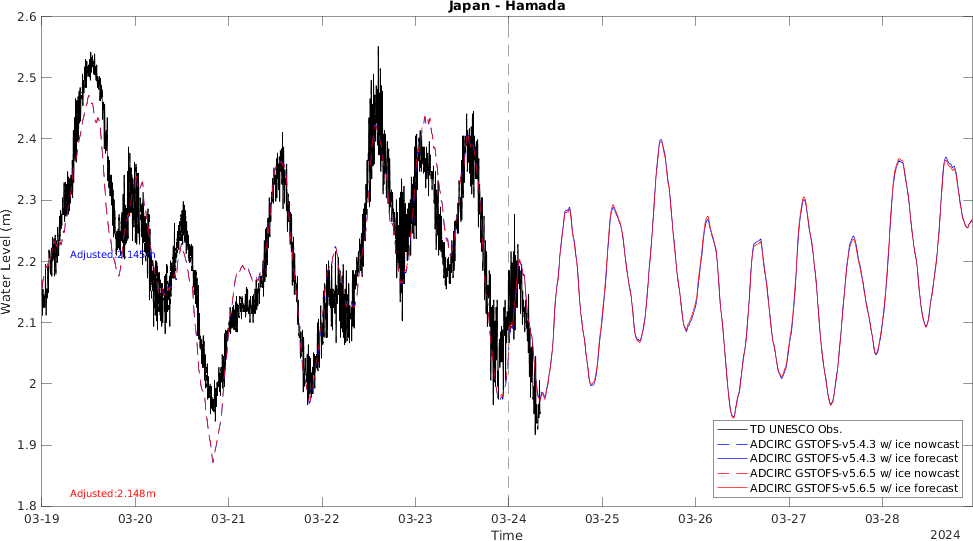 Japan - Hamada
2.6
2.5
2.4
2.3
2.2
2.1
2
1.9
1.8
Water Level (m)
Adjusted:2.145m
Adjusted:2.148m
TD UNESCO Obs.
ADCIRC GSTOFS-v5.4.3 w/ ice nowcast
ADCIRC GSTOFS-v5.4.3 w/ ice forecast
ADCIRC GSTOFS-v5.6.5 w/ ice nowcast
ADCIRC GSTOFS-v5.6.5 w/ ice forecast
03-19 03-20 03-21 03-22 03-23 03-24 03-25 03-26 03-27 03-28
Time
2024